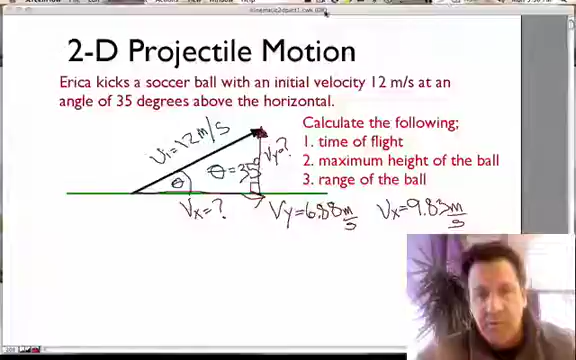 2-D Projectile Motion
Erica kicks a soccer ball with an initial velocity 12 m/s at an
angle of 35 degrees above the horizontal.
Calculate the following;
1. time of flight
2. maximum height of the ball
3. range of the ball
Vi=12m/s
Vy?
θ
θ=35°
Vx=?
Vy=6.88m/s
Vx=9.83m/s